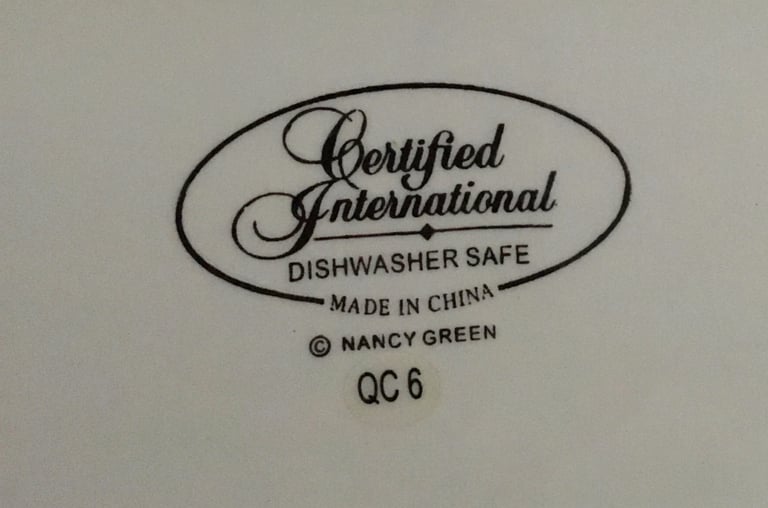 Certified
International
DISHWASHER SAFE
MADE IN CHINA
© NANCY GREEN
QC 6